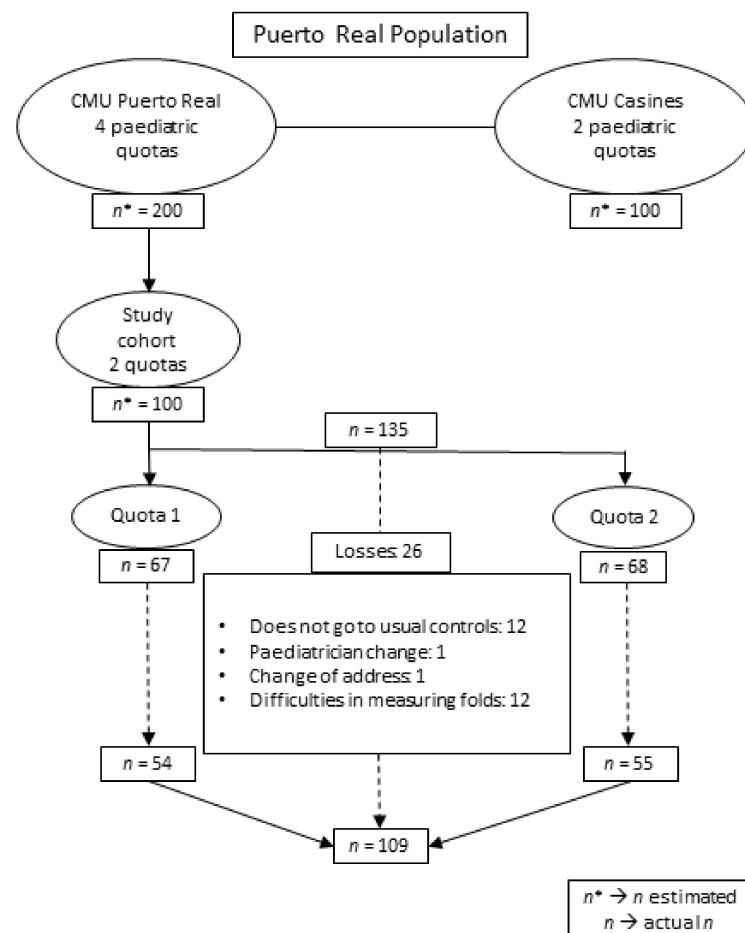 Puerto Real Population
CMU Puerto Real
4 paediatric
quotas
CMU Casines
2 paediatric
quotas
n* = 200
n* = 100
Study
cohort
2 quotas
n* = 100
n = 135
Quota 1
Quota 2
Losses: 26
n = 67
n = 68
• Does not go to usual controls: 12
• Paediatrician change: 1
• Change of address: 1
• Difficulties in measuring folds: 12
n = 54
n = 55
n = 109
n* → n estimated
n → actual n